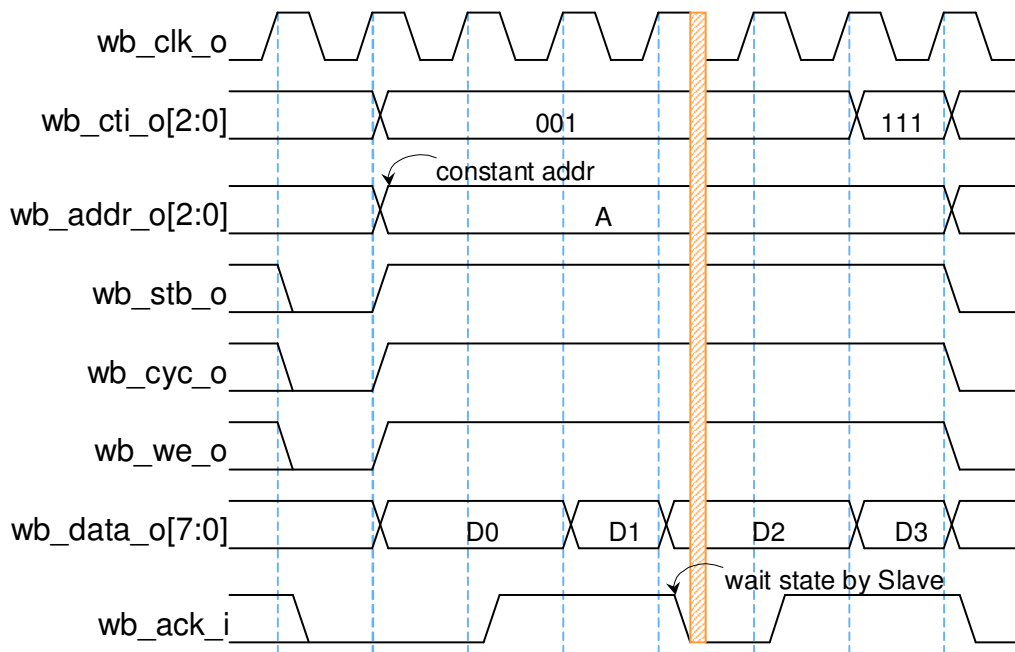 wb_clk_o
wb_cti_o[2:0] 001 111
constant addr
wb_addr_o[2:0] A
wb_stb_o
wb_cyc_o
wb_we_o
wb_data_o[7:0] D0 D1 D2 D3
wait state by Slave
wb_ack_i